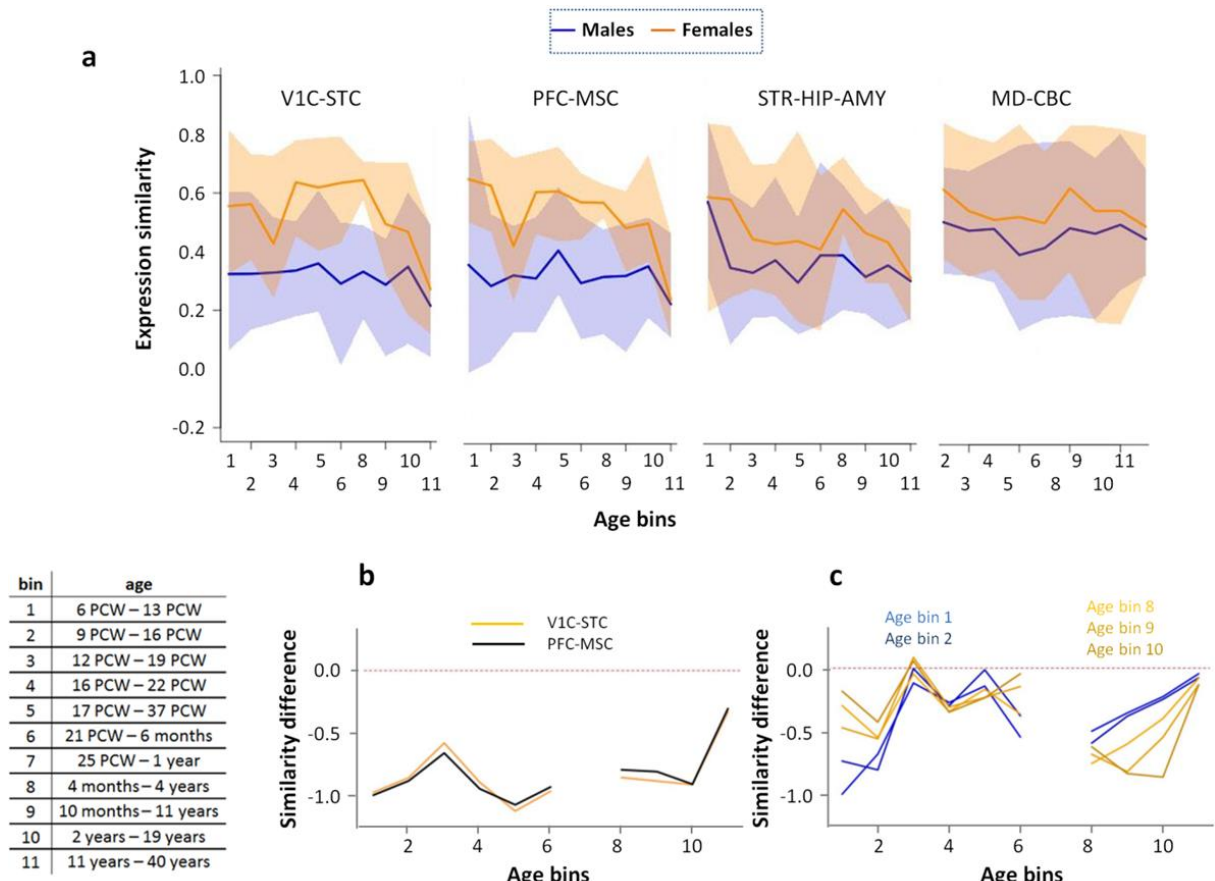 Males Females
a
V1C-STC PFC-MSC STR-HIP-AMY MD-CBC
Expression similarity
1.0
0.8
0.6
0.4
0.2
0.0
-0.2
1 3 5 8 10
2 4 6 9 11
1 3 5 8 10
2 4 6 9 11
1 3 5 8 10
2 4 6 9 11
2 4 6 9 11
3 5 8 10
Age bins
bin age
1 6 PCW – 13 PCW
2 9 PCW – 16 PCW
3 12 PCW – 19 PCW
4 16 PCW – 22 PCW
5 17 PCW – 37 PCW
6 21 PCW – 6 months
7 25 PCW – 1 year
8 4 months – 4 years
9 10 months – 11 years
10 2 years – 19 years
11 11 years – 40 years
b
V1C-STC
PFC-MSC
Similarity difference
0.0
-0.5
-1.0
2 4 6 8 10
Age bins
c
Age bin 1
Age bin 2
Age bin 8
Age bin 9
Age bin 10
Similarity difference
0.0
-0.5
-1.0
2 4 6 8 10
Age bins